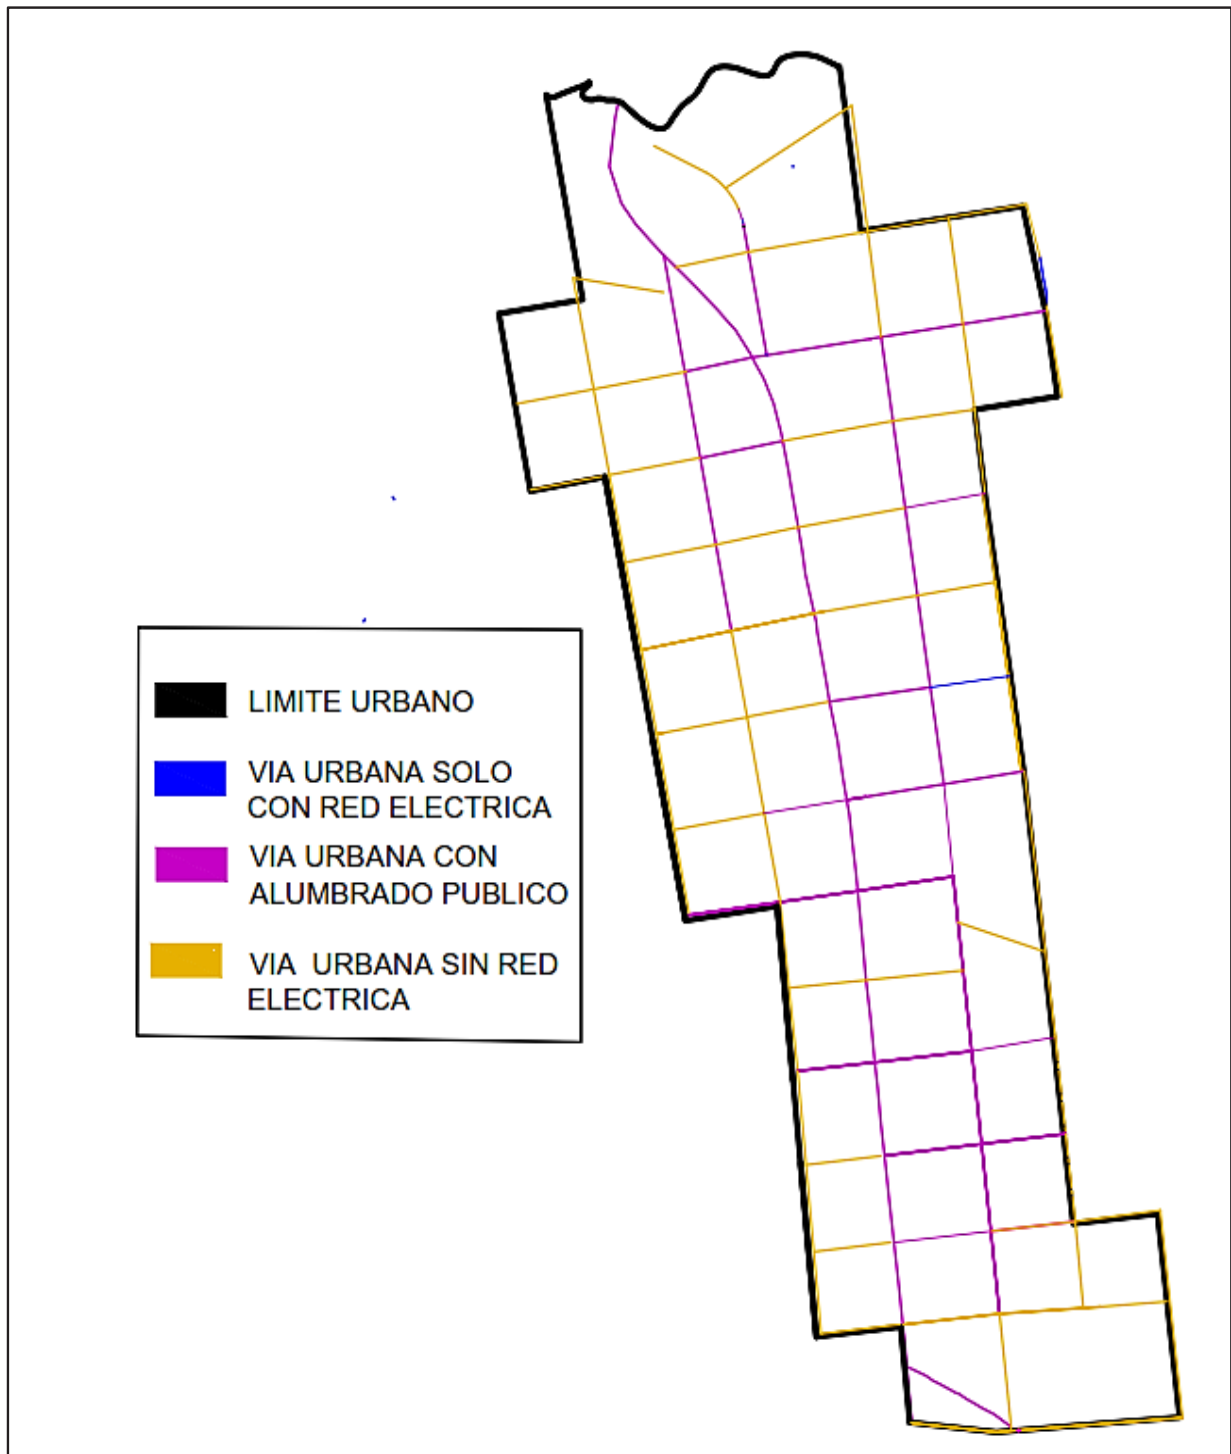 LIMITE URBANO
VIA URBANA SOLO
CON RED ELECTRICA
VIA URBANA CON
ALUMBRADO PUBLICO
VIA URBANA SIN RED
ELECTRICA